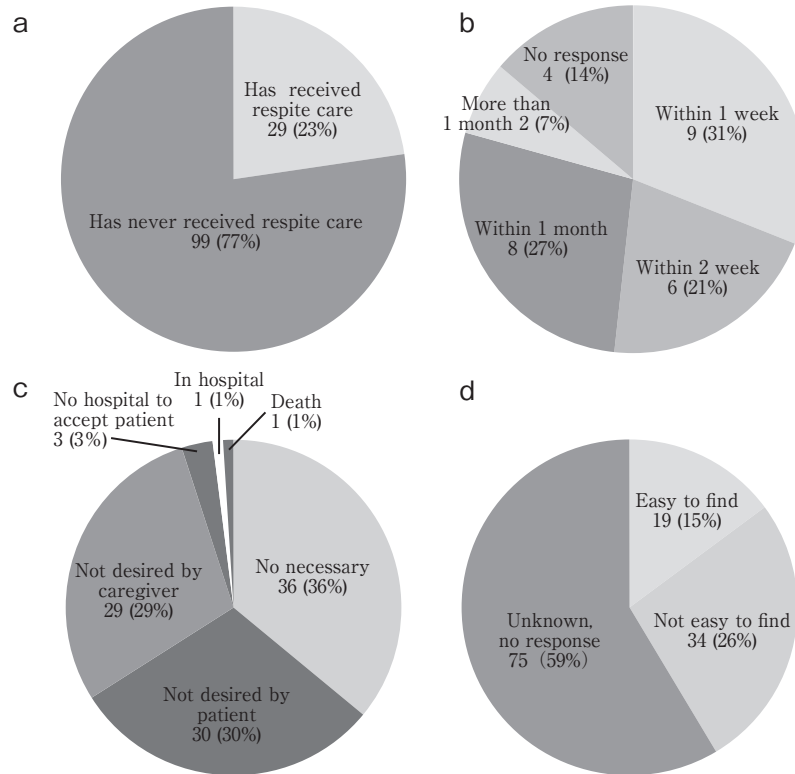 a
Has received
respite care
29 (23%)
Has never received respite care
99 (77%)
b
No response
4 (14%)
More than
1 month 2 (7%)
Within 1 week
9 (31%)
Within 1 month
8 (27%)
Within 2 week
6 (21%)
c
In hospital
1 (1%)
No hospital to
accept patient
3 (3%)
Death
1 (1%)
No necessary
36 (36%)
Not desired by
caregiver
29 (29%)
Not desired by
patient
30 (30%)
d
Easy to find
19 (15%)
Not easy to find
34 (26%)
Unknown,
no response
75 (59%)